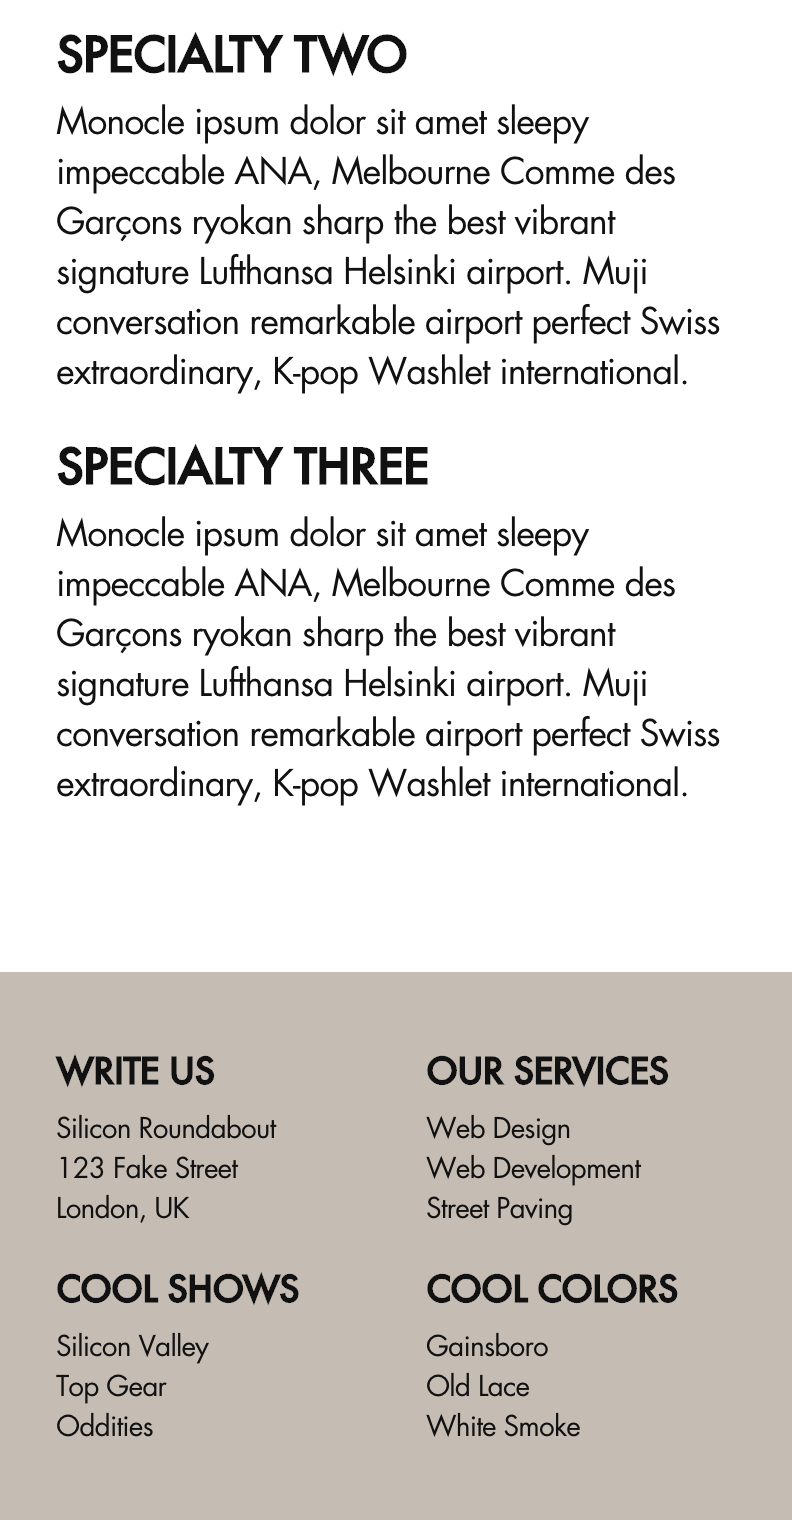 SPECIALTY TWO
Monocle ipsum dolor sit amet sleepy
impeccable ANA, Melbourne Comme des
Garçons ryokan sharp the best vibrant
signature Lufthansa Helsinki airport. Muji
conversation remarkable airport perfect Swiss
extraordinary, K-pop Washlet international.
SPECIALTY THREE
Monocle ipsum dolor sit amet sleepy
impeccable ANA, Melbourne Comme des
Garçons ryokan sharp the best vibrant
signature Lufthansa Helsinki airport. Muji
conversation remarkable airport perfect Swiss
extraordinary, K-pop Washlet international.
WRITE US
Silicon Roundabout
123 Fake Street
London, UK
OUR SERVICES
Web Design
Web Development
Street Paving
COOL SHOWS
Silicon Valley
Top Gear
Oddities
COOL COLORS
Gainsboro
Old Lace
White Smoke